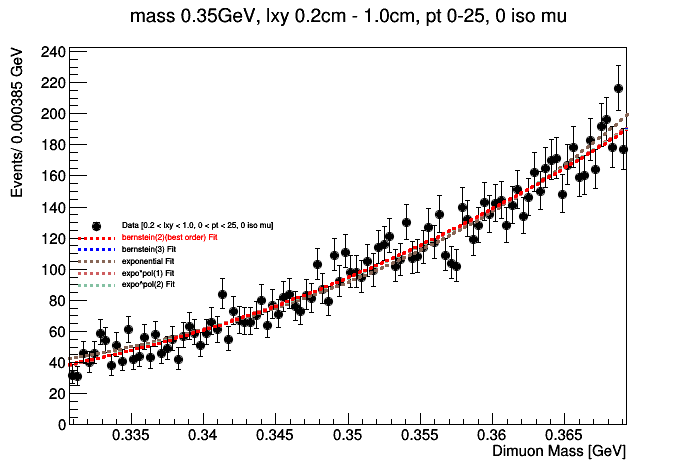 mass 0.35GeV, lxy 0.2cm - 1.0cm, pt 0-25, 0 iso mu
Events/ 0.000385 GeV
240
220
200
180
160
140
120
100
80
60
40
20
0
Data [0.2 < lxy < 1.0, 0 < pt < 25, 0 iso mu]
bernstein(2)(best order) Fit
bernstein(3) Fit
exponential Fit
expo*pol(1) Fit
expo*pol(2) Fit
0.335 0.34 0.345 0.35 0.355 0.36 0.365
Dimuon Mass [GeV]